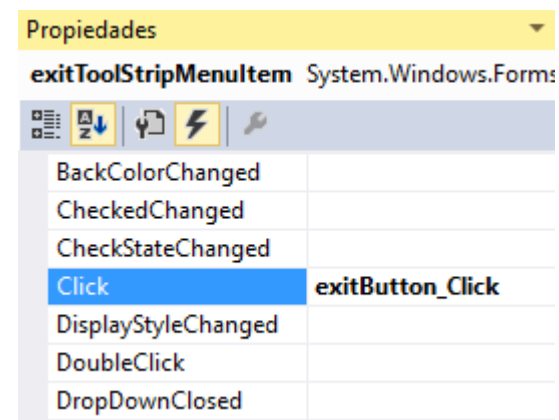 Propiedades
exitToolStripMenuItem System.Windows.Forms
BackColorChanged
CheckedChanged
CheckStateChanged
Click exitButton_Click
DisplayStyleChanged
DoubleClick
DropDownClosed